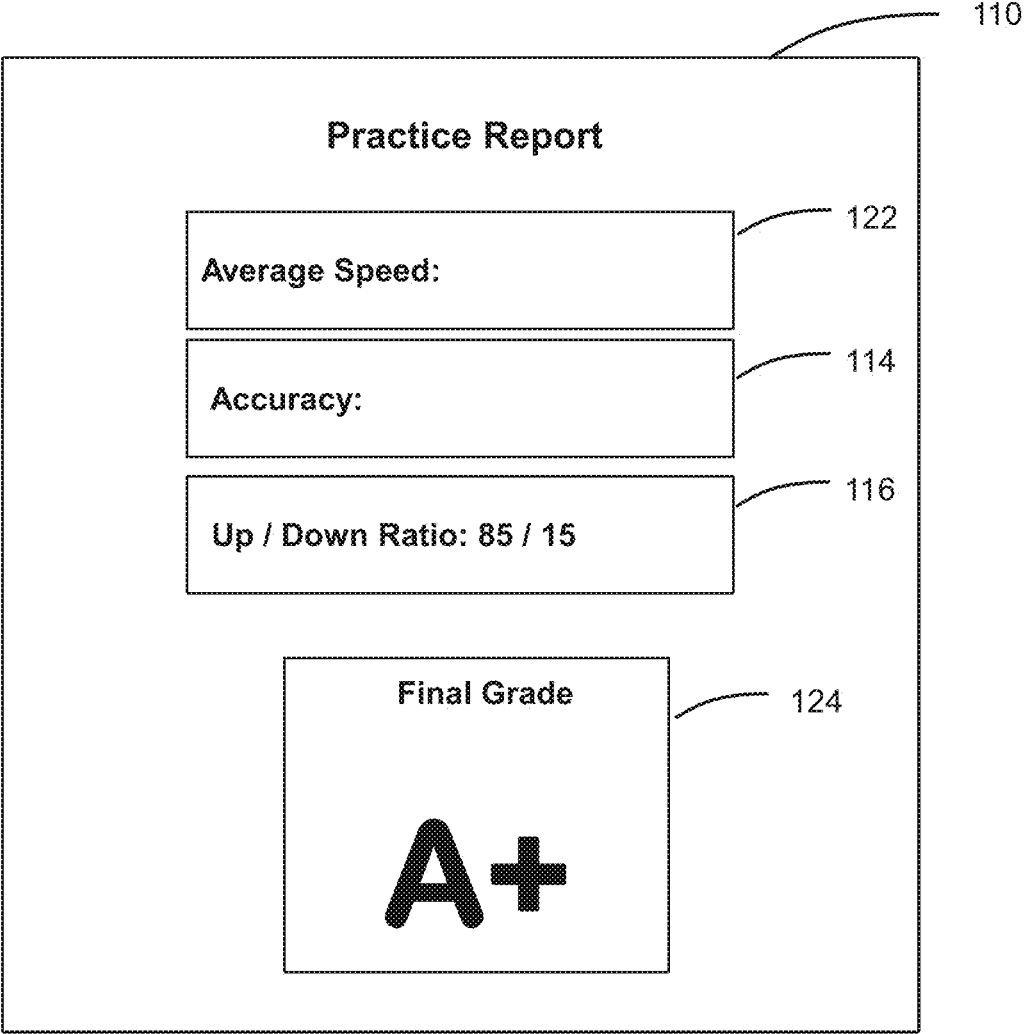 110
Practice Report
122
Average Speed:
114
Accuracy:
116
Up / Down Ratio: 85 / 15
Final Grade
124
A+